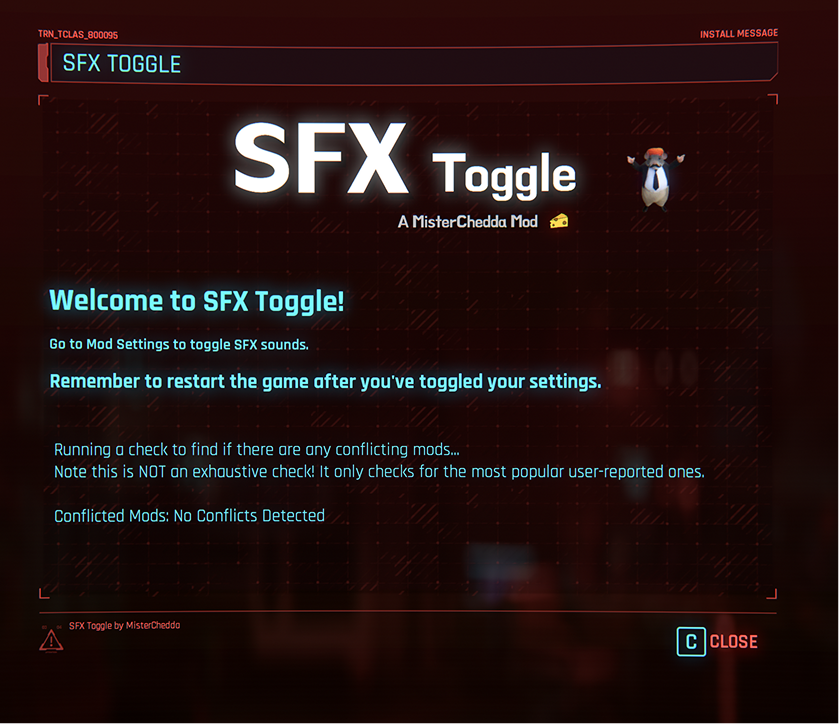 TRN_TCLAS_800095
INSTALL MESSAGE
SFX TOGGLE
SFX Toggle
A MisterChedda Mod
Welcome to SFX Toggle!
Go to Mod Settings to toggle SFX sounds.
Remember to restart the game after you've toggled your settings.
Running a check to find if there are any conflicting mods...
Note this is NOT an exhaustive check! It only checks for the most popular user-reported ones.
Conflicted Mods: No Conflicts Detected
SFX Toggle by MisterChedda
C CLOSE